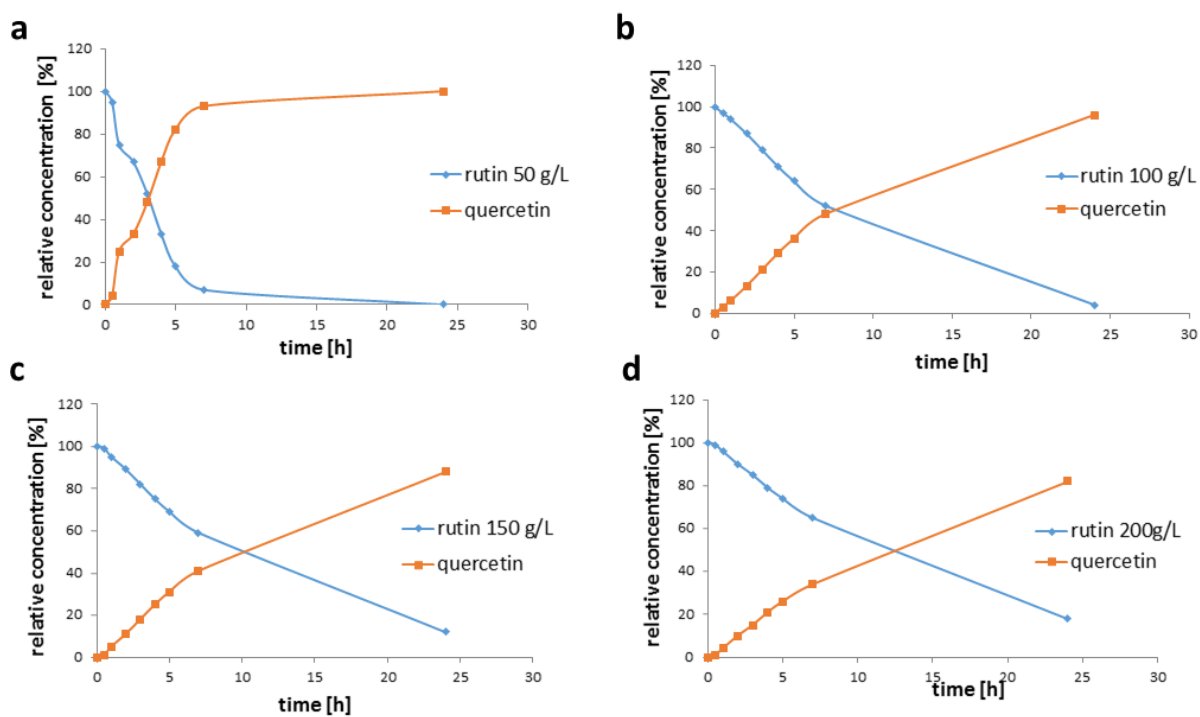 a
relative concentration [%]
120
100
80
60
40
20
0
0 5 10 15 20 25 30
time [h]
rutin 50 g/L
quercetin
b
relative concentration [%]
120
100
80
60
40
20
0
0 5 10 15 20 25 30
time [h]
rutin 100 g/L
quercetin
c
relative concentration [%]
120
100
80
60
40
20
0
0 5 10 15 20 25 30
time [h]
rutin 150 g/L
quercetin
d
relative concentration [%]
120
100
80
60
40
20
0
0 5 10 15 20 25 30
time [h]
rutin 200g/L
quercetin